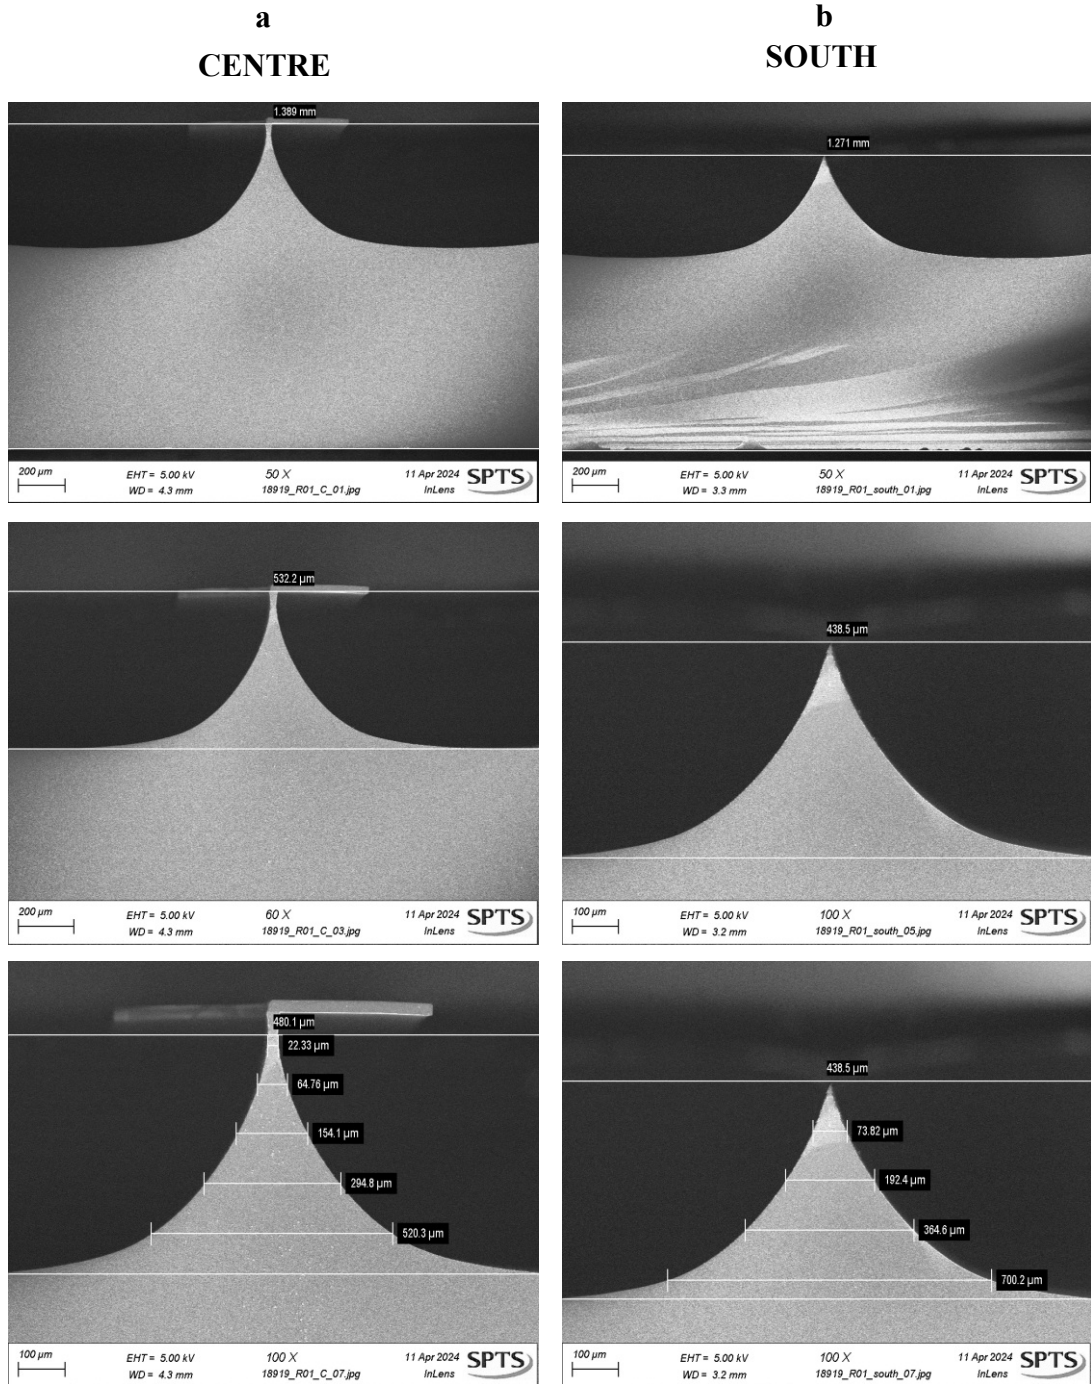 a
CENTRE
b
SOUTH
1.389 mm
200 µm
EHT = 5.00 kV
WD = 4.3 mm
50 X
18919_R01_C_01.jpg
11 Apr 2024
InLens
SPTS
1.271 mm
200 µm
EHT = 5.00 kV
WD = 3.3 mm
50 X
18919_R01_south_01.jpg
11 Apr 2024
InLens
SPTS
532.2 µm
200 µm
EHT = 5.00 kV
WD = 4.3 mm
60 X
18919_R01_C_03.jpg
11 Apr 2024
InLens
SPTS
438.5 µm
100 µm
EHT = 5.00 kV
WD = 3.2 mm
100 X
18919_R01_south_05.jpg
11 Apr 2024
InLens
SPTS
480.1 µm
22.33 µm
64.76 µm
154.1 µm
294.8 µm
520.3 µm
100 µm
EHT = 5.00 kV
WD = 4.3 mm
100 X
18919_R01_C_07.jpg
11 Apr 2024
InLens
SPTS
438.5 µm
73.82 µm
192.4 µm
364.6 µm
700.2 µm
100 µm
EHT = 5.00 kV
WD = 3.2 mm
100 X
18919_R01_south_07.jpg
11 Apr 2024
InLens
SPTS